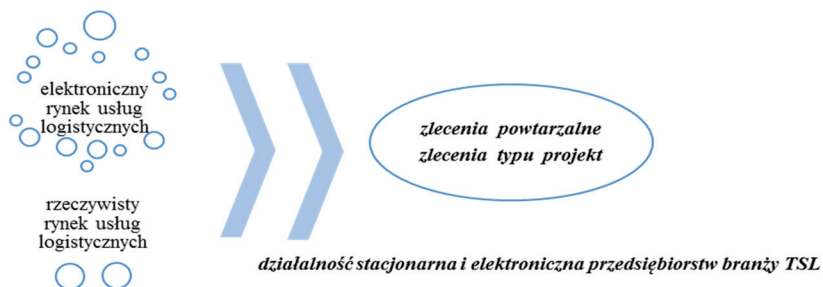 elektroniczny
rynek usług
logistycznych
rzeczywisty
rynek usług
logistycznych
zlecenia powtarzalne
zlecenia typu projekt
działalność stacjonarna i elektroniczna przedsiębiorstw branży TSL